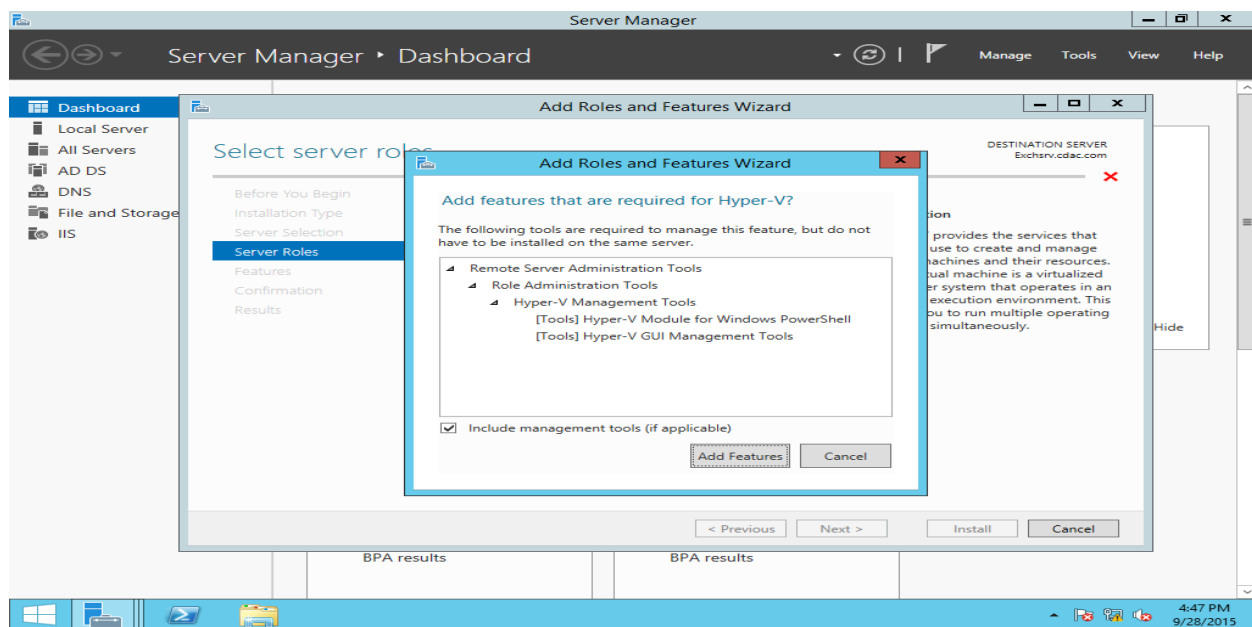 Server Manager
Server Manager • Dashboard
Manage
Tools
View
Help
Dashboard
Local Server
All Servers
AD DS
DNS
File and Storage
IIS
Add Roles and Features Wizard
Select server roles
DESTINATION SERVER
Exchsrv.cdac.com
Before You Begin
Installation Type
Server Selection
Server Roles
Features
Confirmation
Results
Add Roles and Features Wizard
Add features that are required for Hyper-V?
The following tools are required to manage this feature, but do not
have to be installed on the same server.
Remote Server Administration Tools
Role Administration Tools
Hyper-V Management Tools
[Tools] Hyper-V Module for Windows PowerShell
[Tools] Hyper-V GUI Management Tools
Include management tools (if applicable)
Add Features
Cancel
tion
provides the services that
use to create and manage
machines and their resources.
tual machine is a virtualized
er system that operates in an
execution environment. This
ou to run multiple operating
simultaneously.
Hide
< Previous
Next >
Install
Cancel
BPA results
BPA results
4:47 PM
9/28/2015